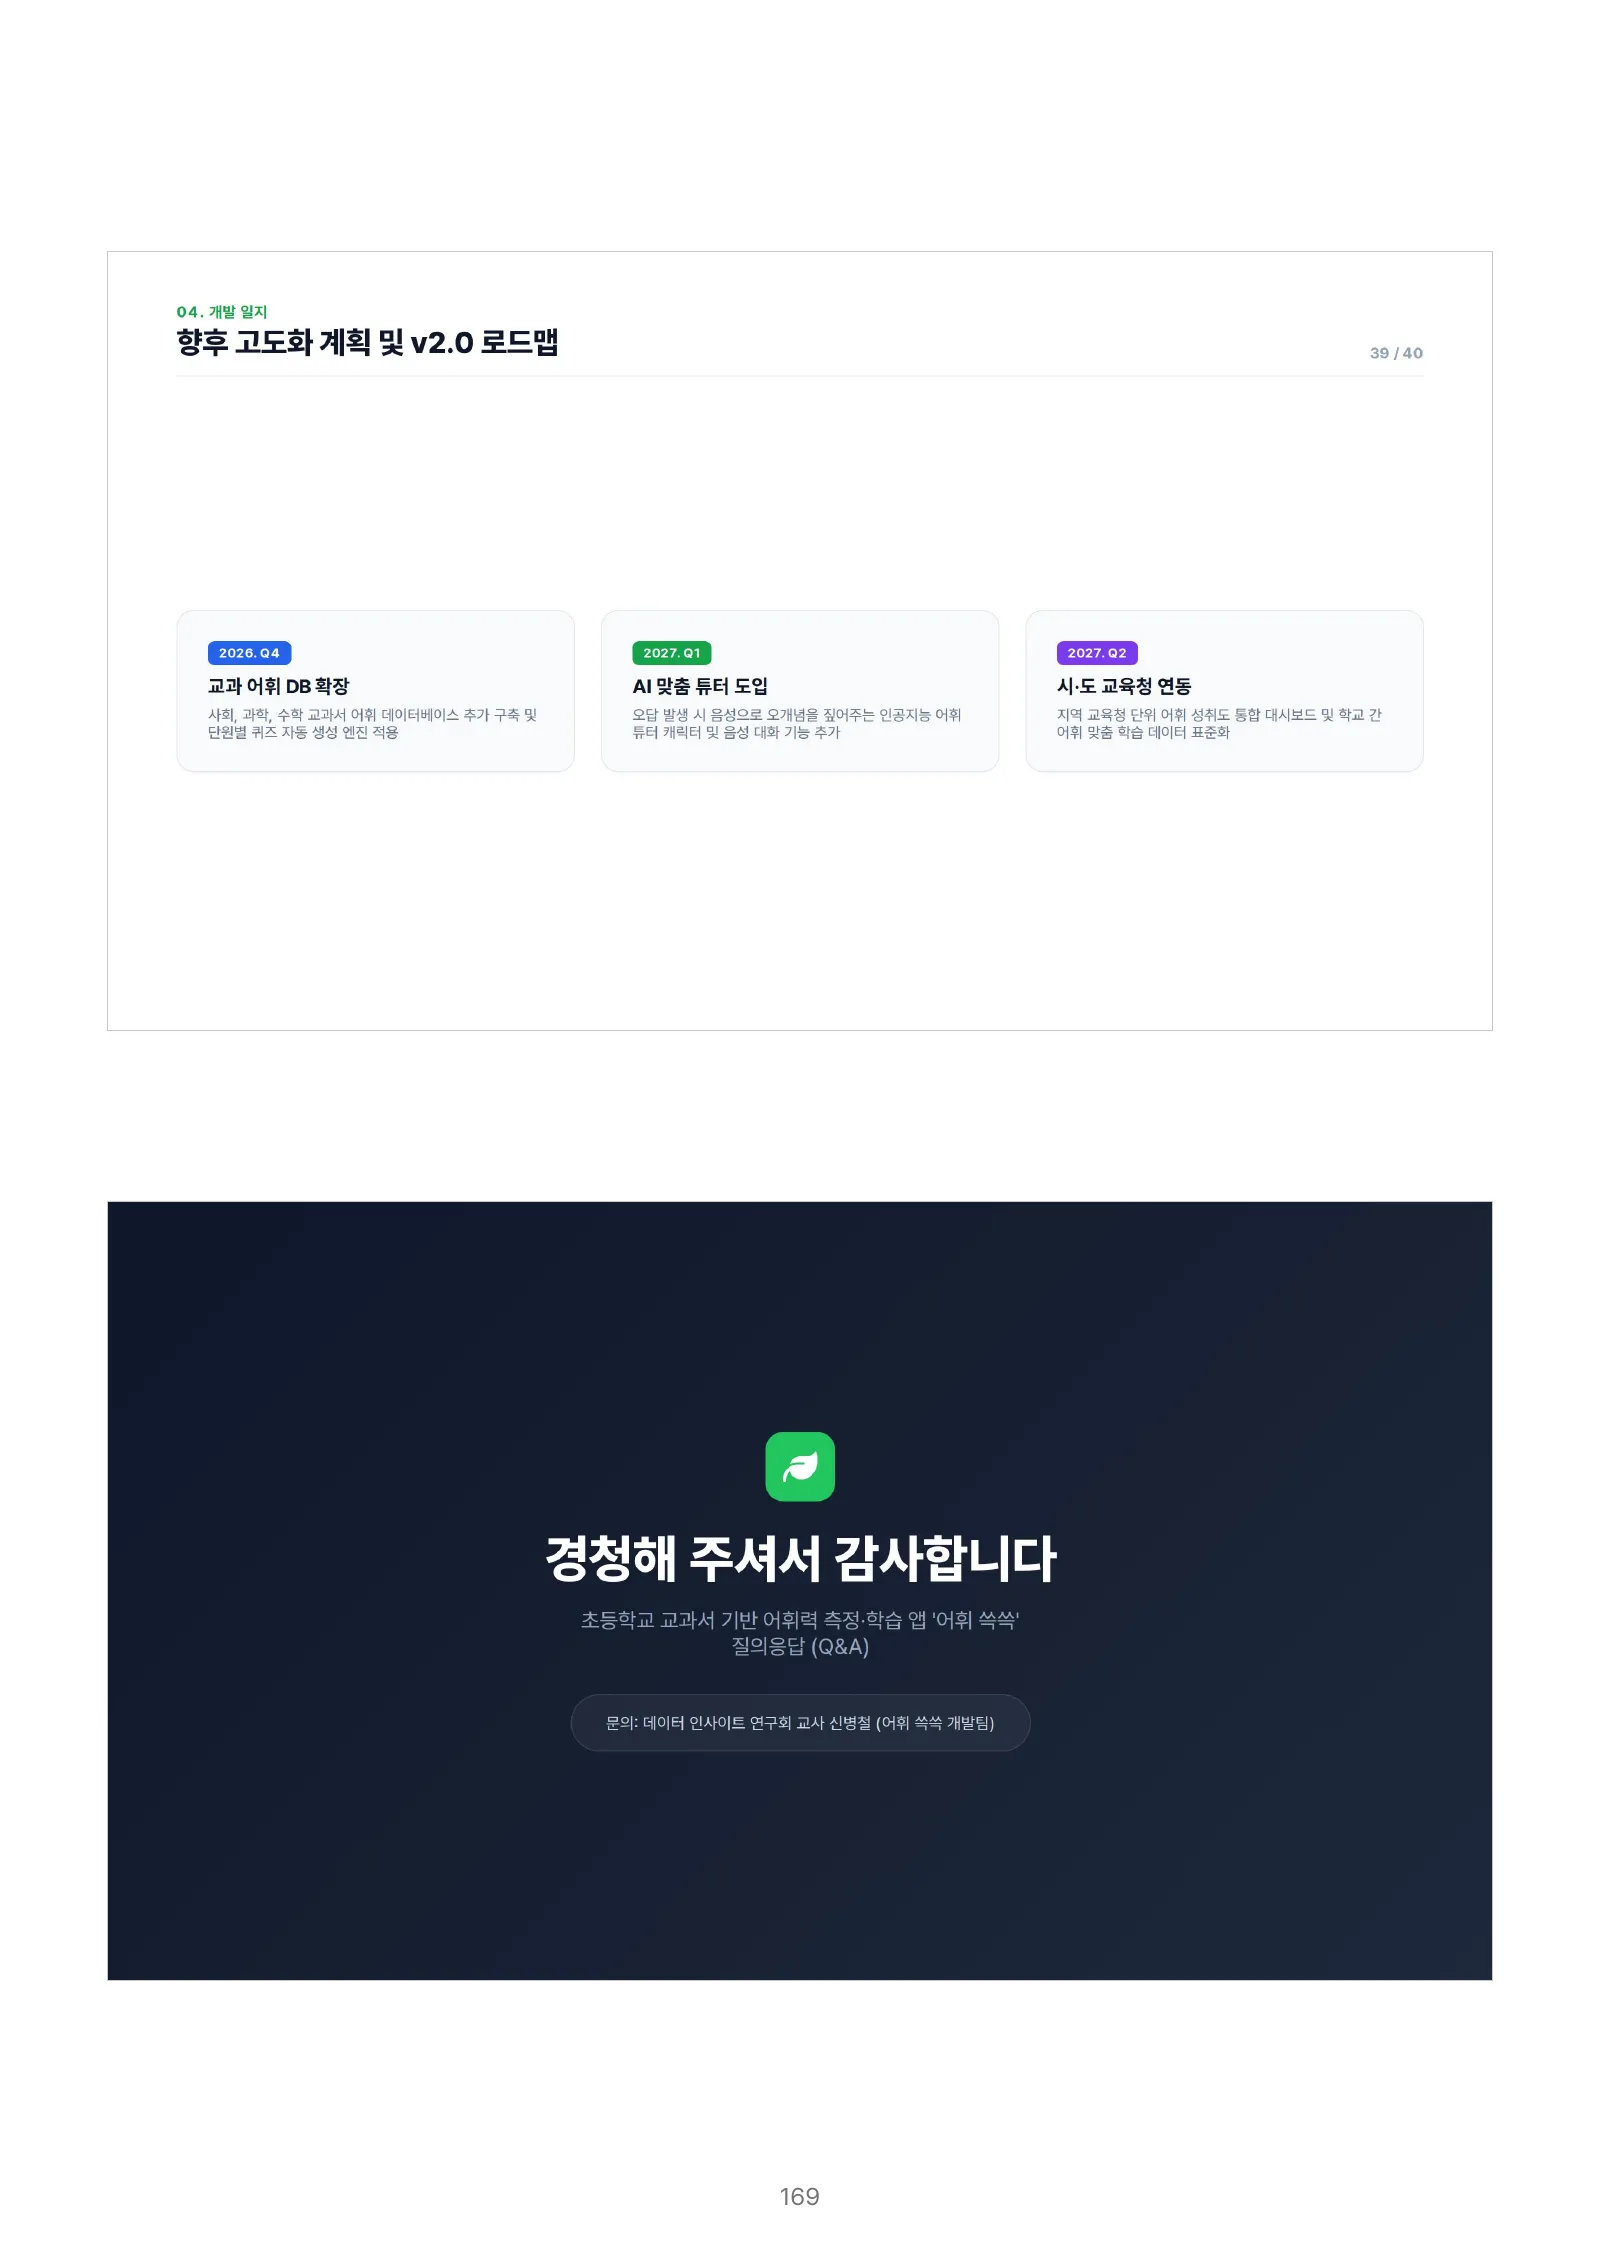 04. 개발 일지
향후 고도화 계획 및 v2.0 로드맵
39 / 40
2026. Q4
교과 어휘 DB 확장
사회, 과학, 수학 교과서 어휘 데이터베이스 추가 구축 및
단원별 퀴즈 자동 생성 엔진 적용
2027. Q1
AI 맞춤 튜터 도입
오답 발생 시 음성으로 오개념을 짚어주는 인공지능 어휘
튜터 캐릭터 및 음성 대화 기능 추가
2027. Q2
시·도 교육청 연동
지역 교육청 단위 어휘 성취도 통합 대시보드 및 학교 간
어휘 맞춤 학습 데이터 표준화
경청해 주셔서 감사합니다
초등학교 교과서 기반 어휘력 측정·학습 앱 '어휘 쏙쏙'
질의응답 (Q&A)
문의: 데이터 인사이트 연구회 교사 신병철 (어휘 쏙쏙 개발팀)
169